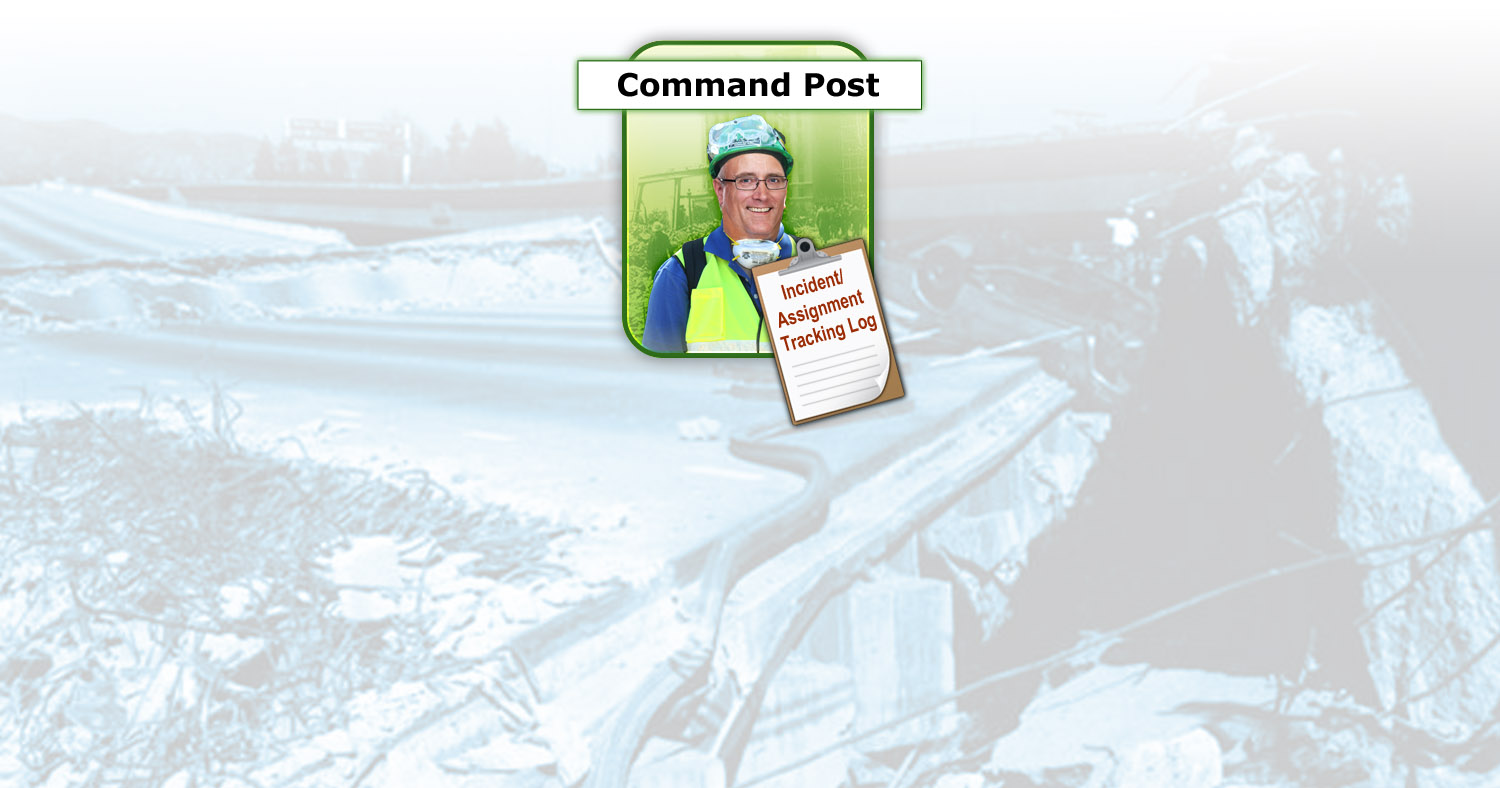 Command Post
Incident/
Assignment
Tracking Log